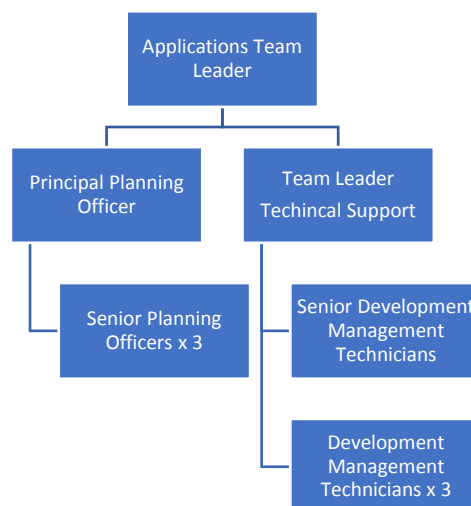 Applications Team
Leader
Principal Planning
Officer
Team Leader
Techincal Support
Senior Planning
Officers x 3
Senior Development
Management
Technicians
Development
Management
Technicians x 3